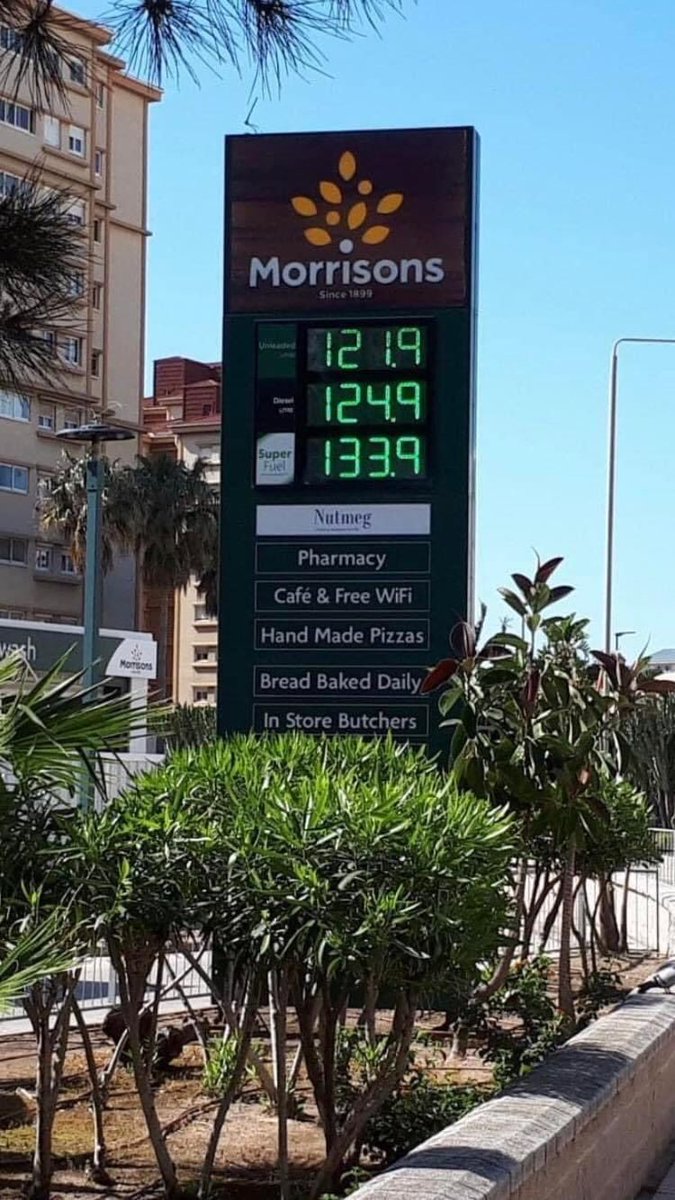 Morrisons
Since 1899
Unleaded
121.9
Diesel
124.9
Super
Fuel
133.9
Nutmeg
Pharmacy
Café & Free WiFi
Hand Made Pizzas
Bread Baked Daily
In Store Butchers
wash
Morrisons